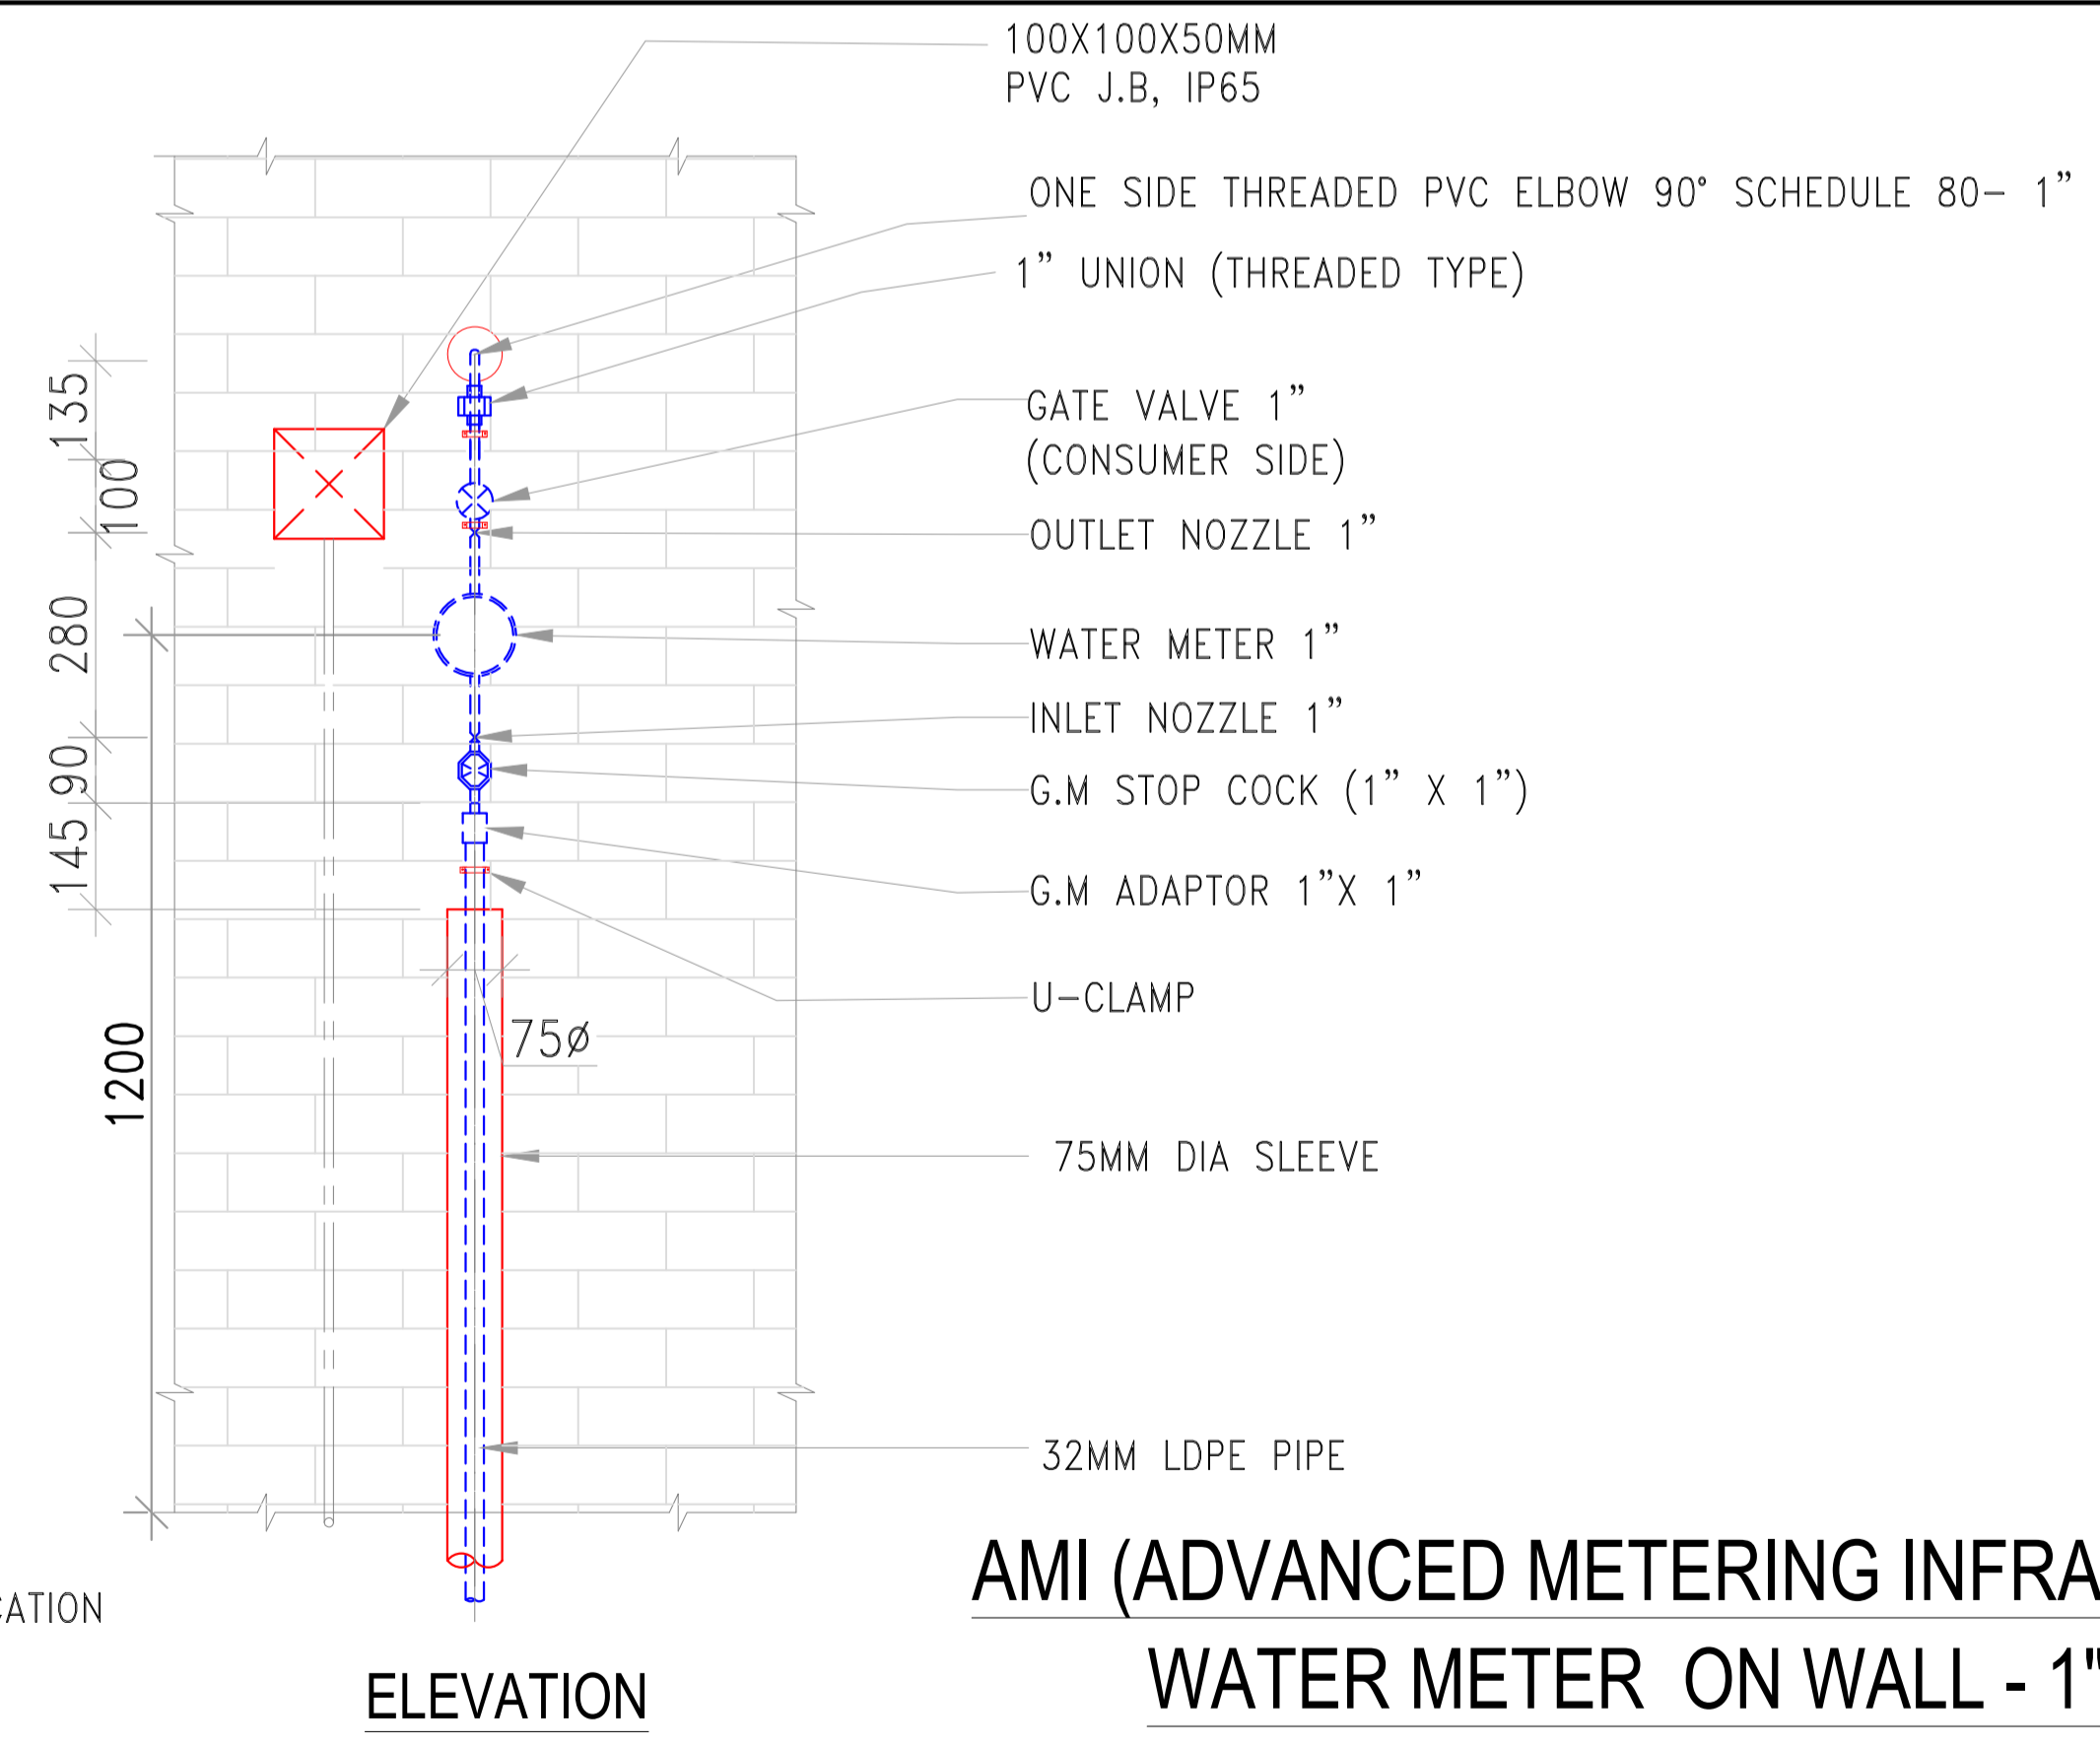 100X100X50MM
PVC J.B, IP65
ONE SIDE THREADED PVC ELBOW 90° SCHEDULE 80- 1”
1” UNION (THREADED TYPE)
GATE VALVE 1”
(CONSUMER SIDE)
OUTLET NOZZLE 1”
WATER METER 1”
INLET NOZZLE 1”
G.M STOP COCK (1” X 1”)
G.M ADAPTOR 1”X 1”
U-CLAMP
75MM DIA SLEEVE
32MM LDPE PIPE
135
100
280
90
145
1200
75ø
CATION
ELEVATION
AMI (ADVANCED METERING INFRA
WATER METER ON WALL - 1"